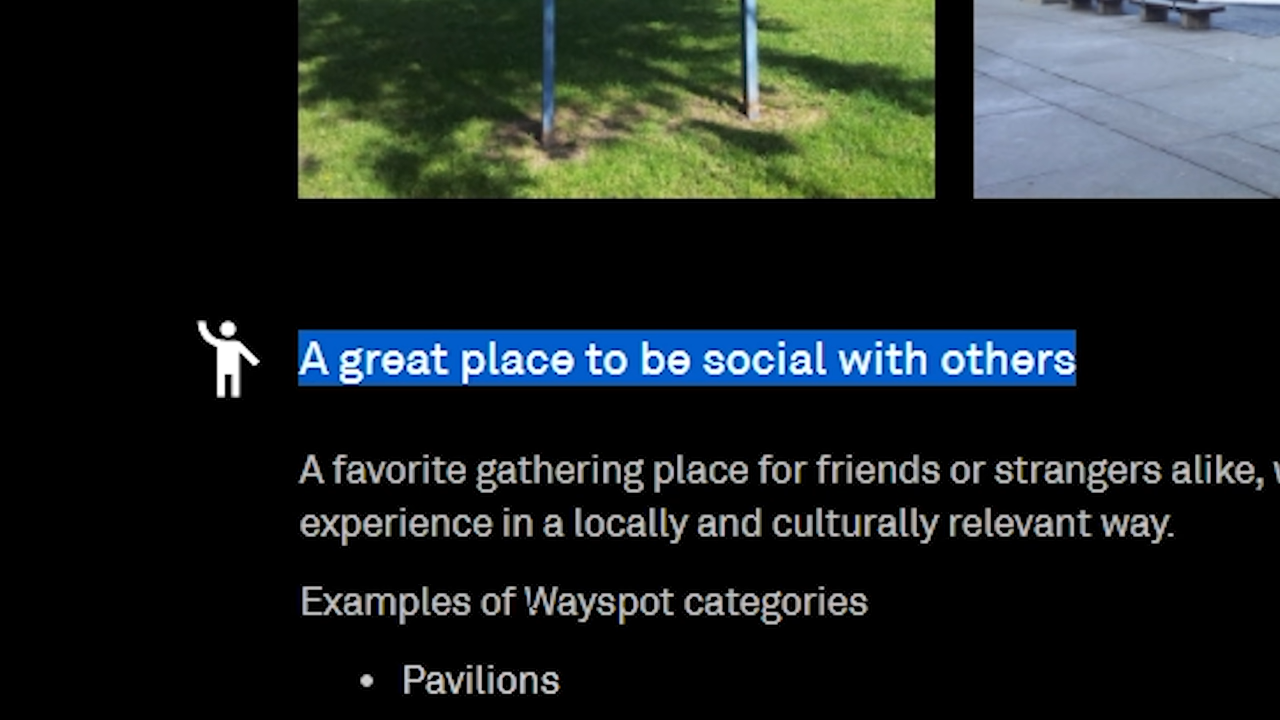 A great place to be social with others
A favorite gathering place for friends or strangers alike,
experience in a locally and culturally relevant way.
Examples of Wayspot categories
• Pavilions